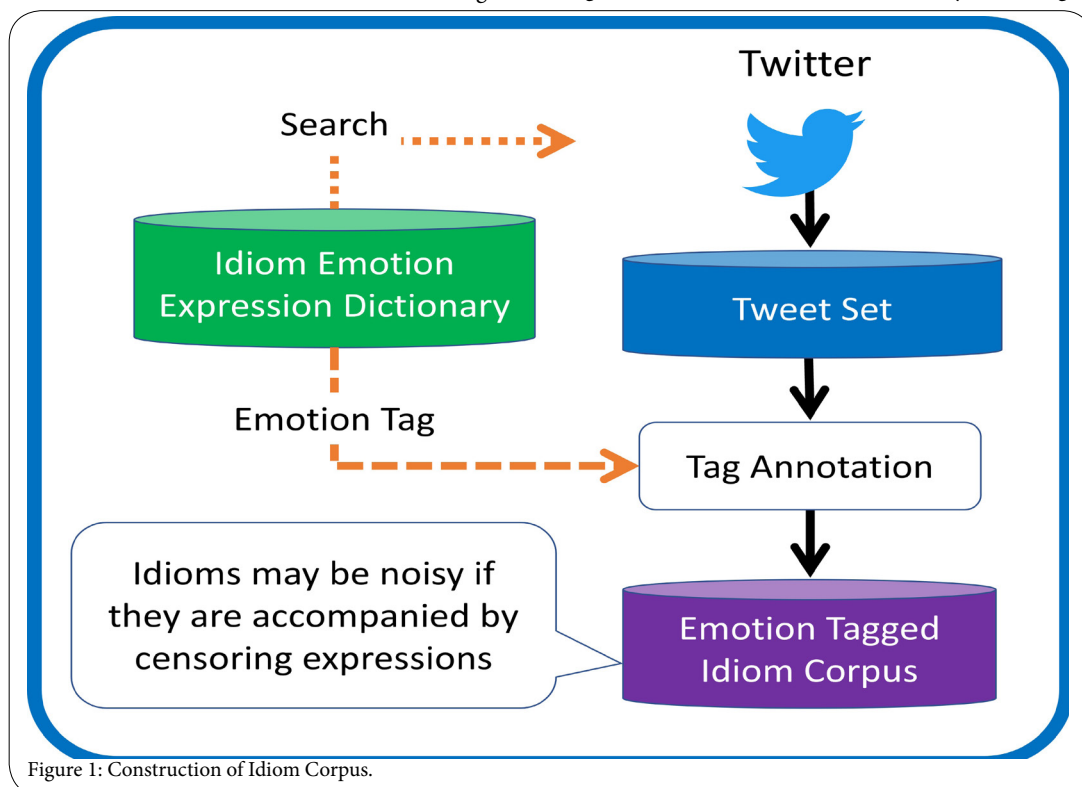 Twitter
Search
Idiom Emotion
Expression Dictionary
Tweet Set
Emotion Tag
Tag Annotation
Idioms may be noisy if
they are accompanied by
censoring expressions
Emotion Tagged
Idiom Corpus
Figure 1: Construction of Idiom Corpus.